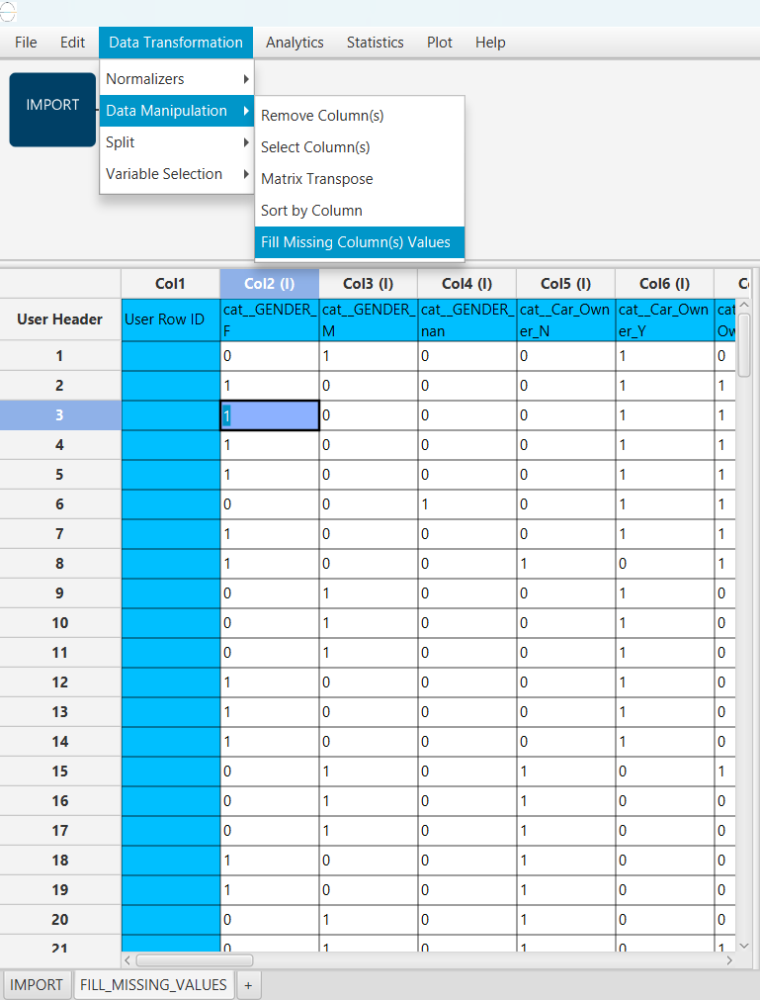 File Edit Data Transformation Analytics Statistics Plot Help
IMPORT
Normalizers
Data Manipulation
Split
Variable Selection
Remove Column(s)
Select Column(s)
Matrix Transpose
Sort by Column
Fill Missing Column(s) Values
Col1 Col2 (I) Col3 (I) Col4 (I) Col5 (I) Col6 (I)
User Header User Row ID cat__GENDER_F cat__GENDER_M cat__GENDER_nan cat__Car_Owner_N cat__Car_Owner_Y cat
1 0 1 0 0 1 0
2 1 0 0 0 1 1
3 1 0 0 0 1 1
4 1 0 0 0 1 1
5 1 0 0 0 1 1
6 0 0 1 0 1 1
7 1 0 0 0 1 1
8 1 0 0 1 0 1
9 0 1 0 0 1 0
10 0 1 0 0 1 0
11 0 1 0 0 1 0
12 1 0 0 0 1 0
13 1 0 0 0 1 0
14 1 0 0 0 1 0
15 0 1 0 1 0 1
16 0 1 0 1 0 0
17 0 1 0 1 0 0
18 1 0 0 1 0 0
19 1 0 0 1 0 0
20 0 1 0 1 0 0
21 0 1 0 1 0 1
IMPORT FILL_MISSING_VALUES +